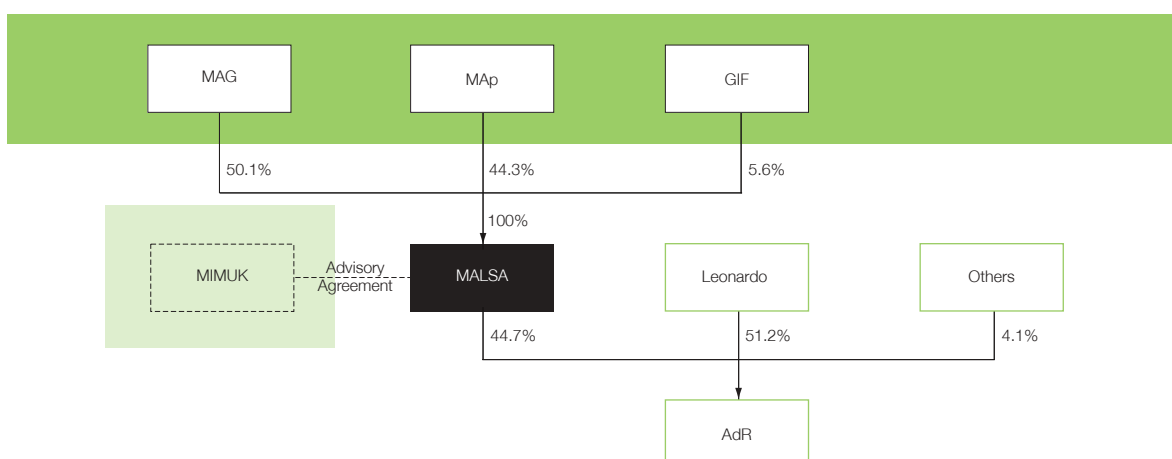 MAG
MAp
GIF
50.1%
44.3%
5.6%
100%
MIMUK
Advisory
Agreement
MALSA
Leonardo
Others
44.7%
51.2%
4.1%
AdR